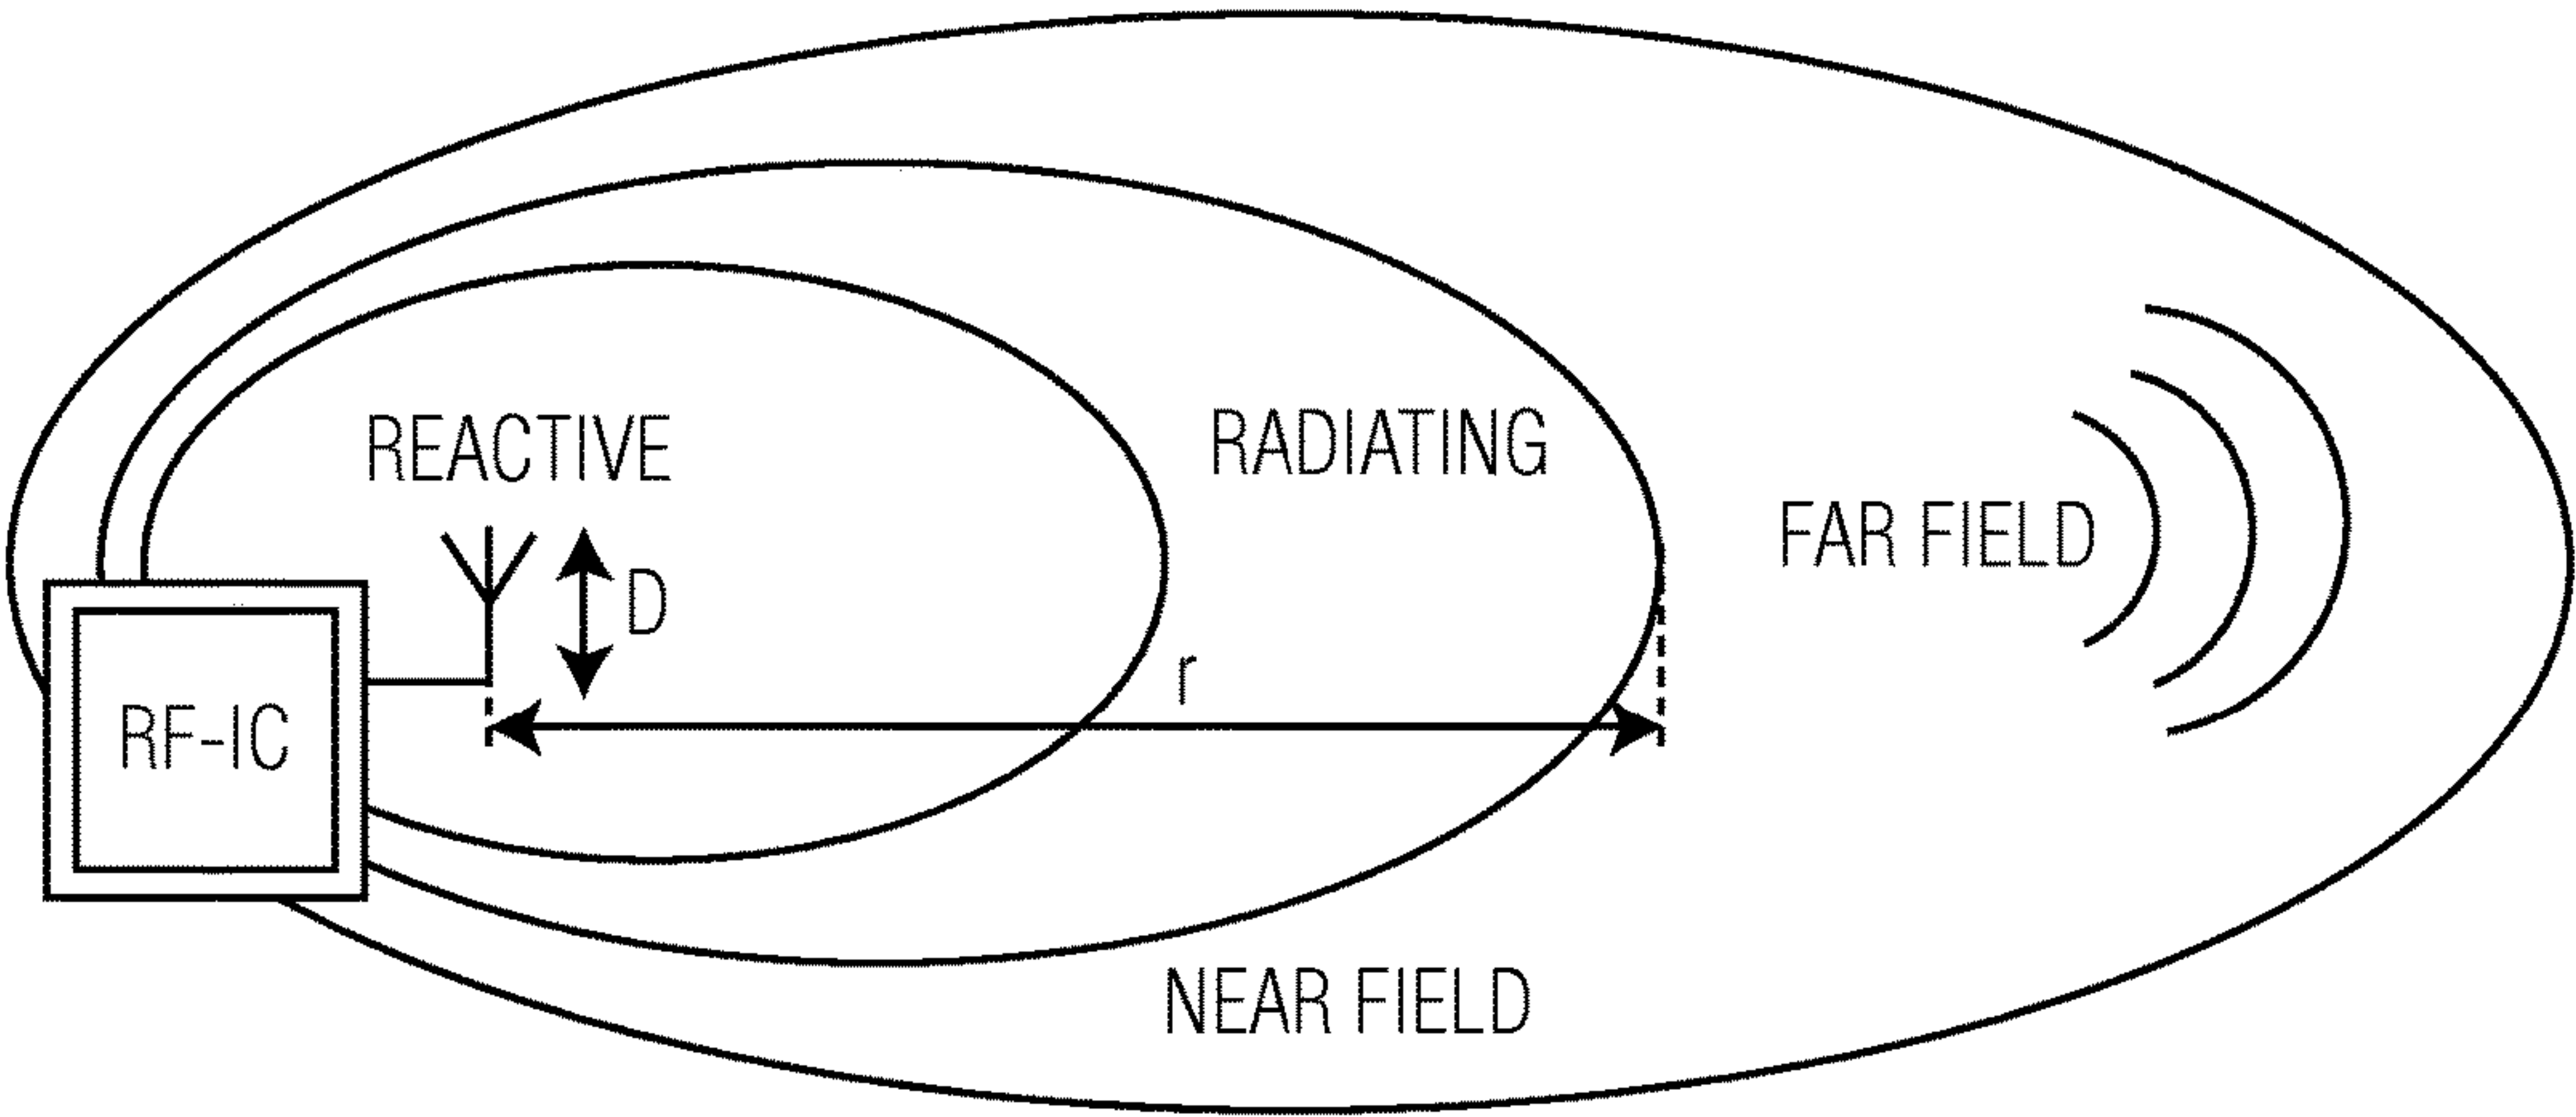 REACTIVE
RADIATING
FAR FIELD
D
r
RF-IC
NEAR FIELD